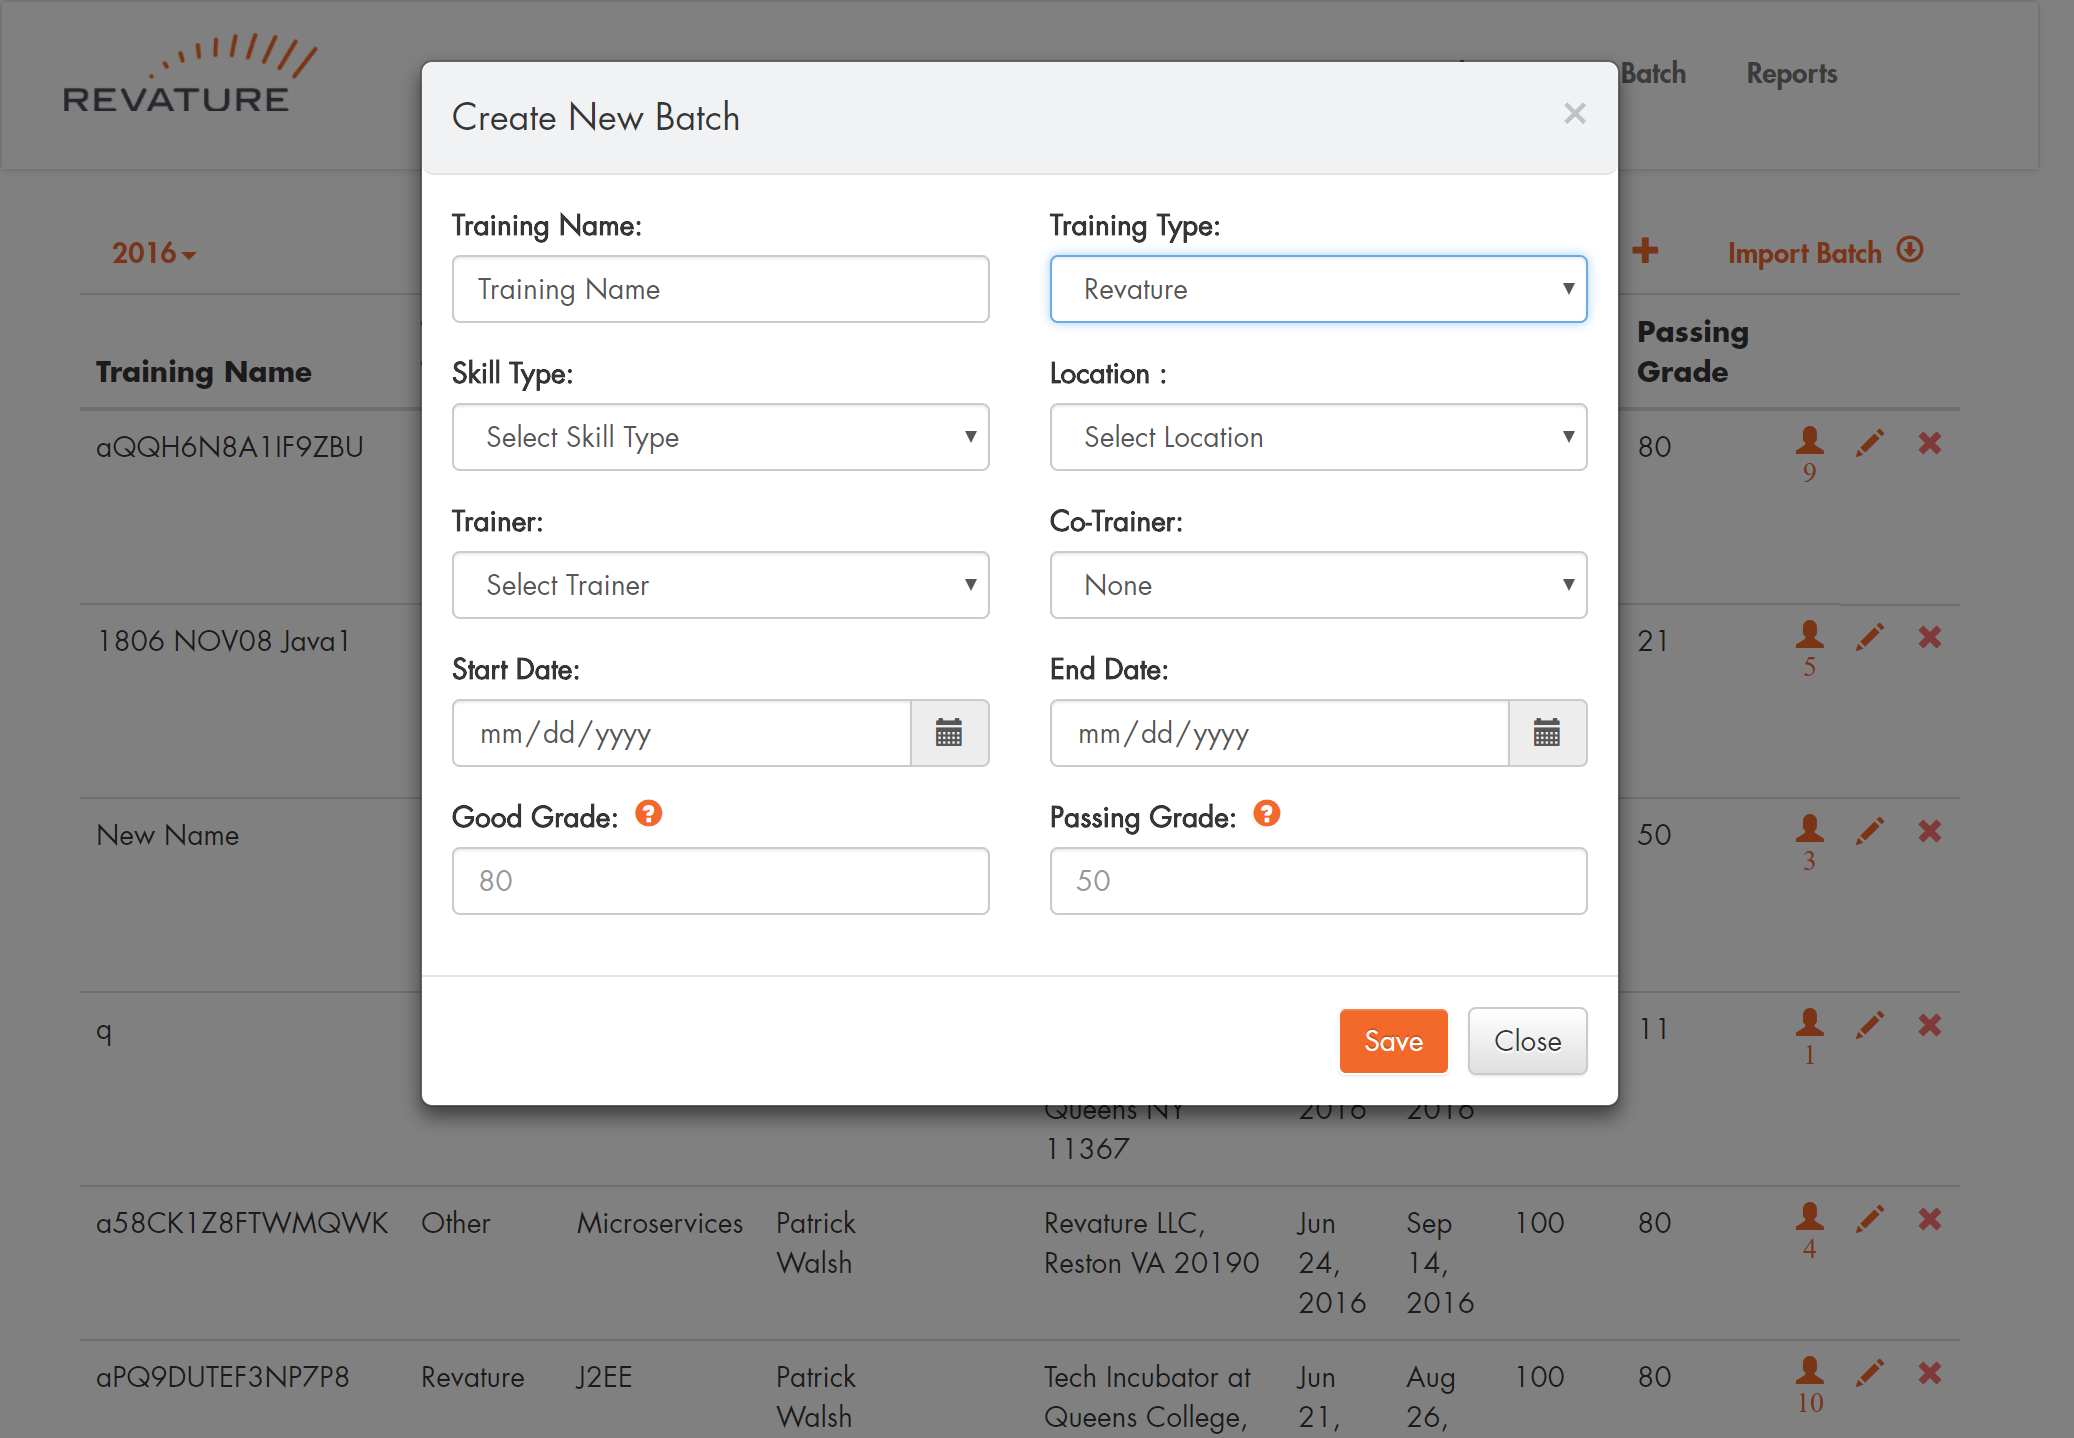 REVATURE
Batch
Reports
Create New Batch
×
Training Name:
Training Type:
Training Name
Revature
Skill Type:
Location :
Select Skill Type
Select Location
Trainer:
Co-Trainer:
Select Trainer
None
Start Date:
End Date:
mm/dd/yyyy
mm/dd/yyyy
Good Grade: ?
Passing Grade: ?
80
50
Save
Close
2016
Import Batch
Training Name
Passing
Grade
aQQH6N8A1IF9ZBU
80
9
1806 NOV08 Java1
21
5
New Name
50
3
q
11
1
Queens NY
2016
2016
11367
a58CK1Z8FTWMQWK Other Microservices Patrick Revature LLC, Jun Sep 100 80
Walsh Reston VA 20190 24, 14,
4
2016 2016
aPQ9DUTEF3NP7P8 Revature J2EE Patrick Tech Incubator at Jun Aug 100 80
Walsh Queens College, 21, 26,
10